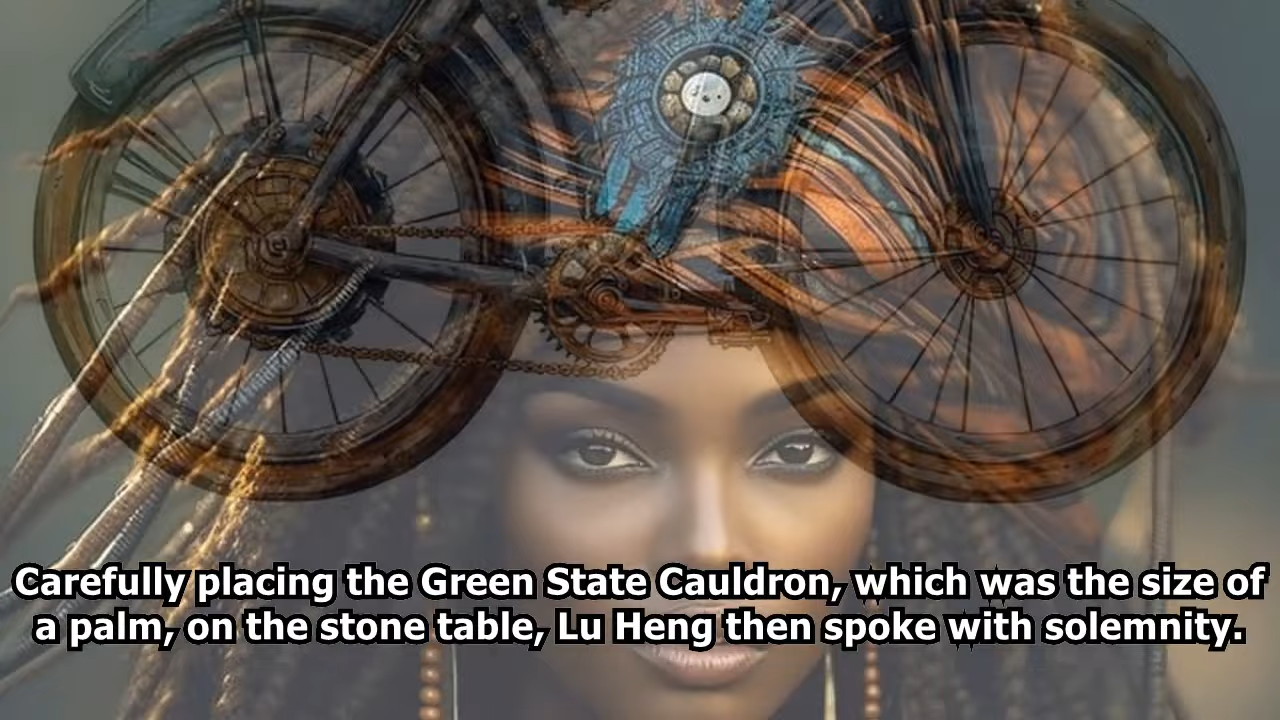 Carefully placing the Green State Cauldron, which was the size of
a palm, on the stone table, Lu Heng then spoke with solemnity.